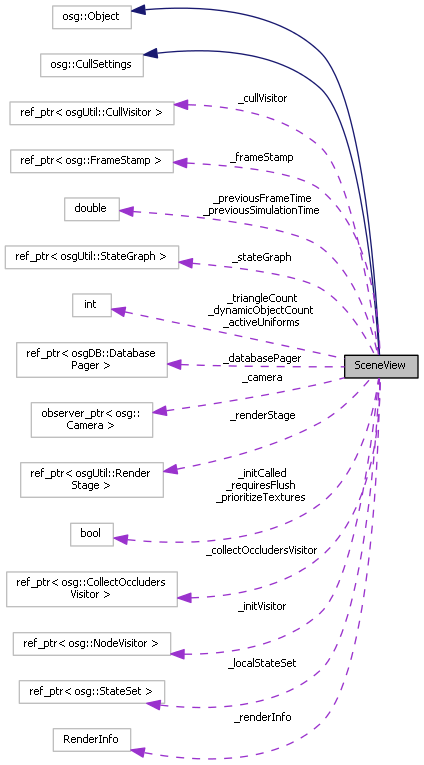 osg::Object
osg::CullSettings
_cullVisitor
ref_ptr< osgUtil::CullVisitor >
_frameStamp
ref_ptr< osg::FrameStamp >
_previousFrameTime
_previousSimulationTime
double
_stateGraph
ref_ptr< osgUtil::StateGraph >
_triangleCount
_dynamicObjectCount
_activeUniforms
int
_databasePager
ref_ptr< osgDB::Database
Pager >
SceneView
_camera
observer_ptr< osg::
Camera >
_renderStage
ref_ptr< osgUtil::Render
Stage >
_initCalled
_requiresFlush
_prioritizeTextures
bool
_collectOccludersVisitor
ref_ptr< osg::CollectOccluders
Visitor >
_initVisitor
ref_ptr< osg::NodeVisitor >
_localStateSet
ref_ptr< osg::StateSet >
_renderInfo
RenderInfo